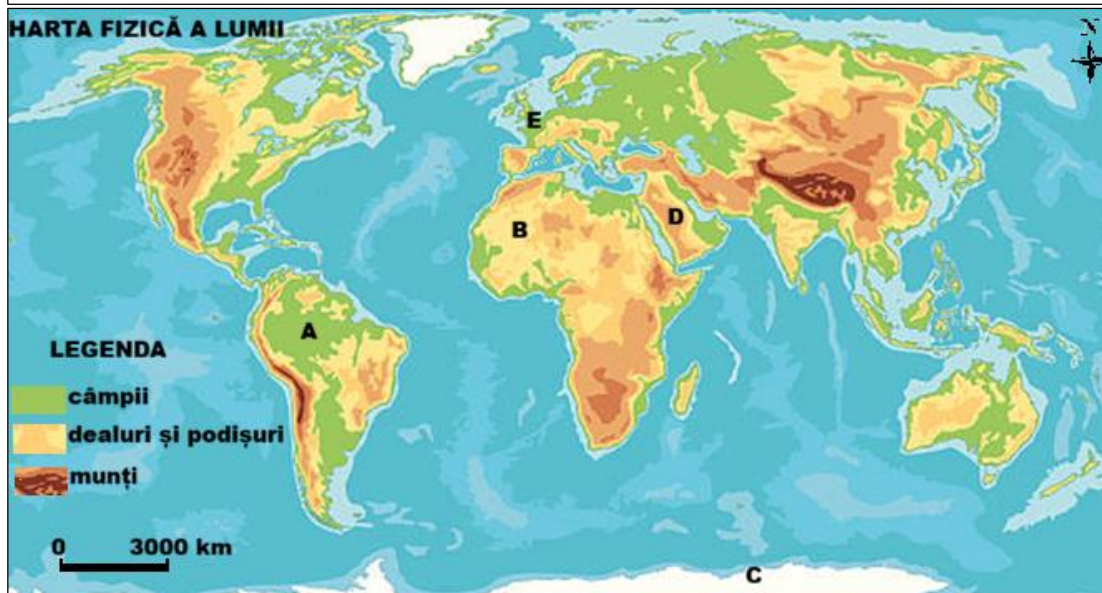 HARTA FIZICĂ A LUMII
N
E
B
D
A
LEGENDA
câmpii
dealuri și podișuri
munți
0 3000 km
C